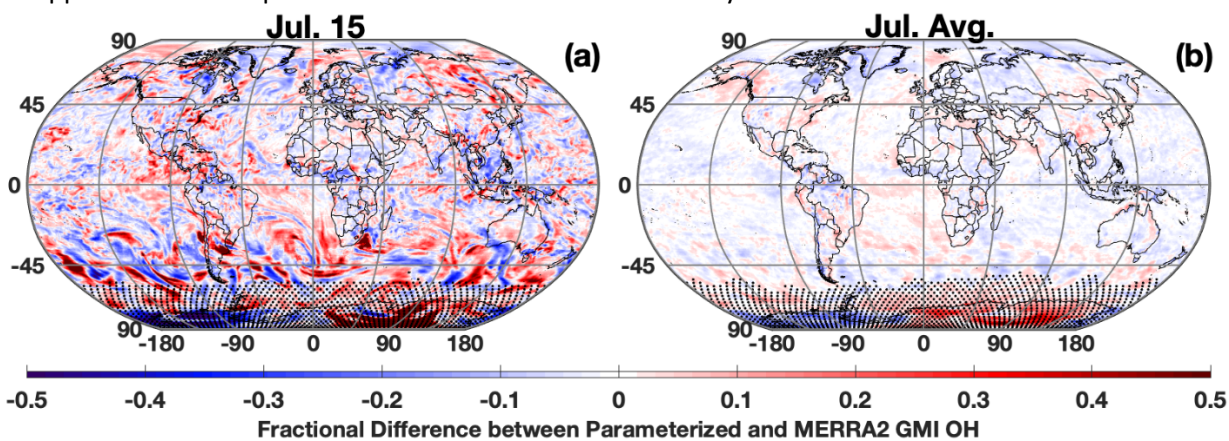 Jul. 15
Jul. Avg.
90
(a)
90
(b)
45
45
0
0
-45
-45
90
90
-180 -90 0 90 180
-180 -90 0 90 180
-0.5 -0.4 -0.3 -0.2 -0.1 0 0.1 0.2 0.3 0.4 0.5
Fractional Difference between Parameterized and MERRA2 GMI OH